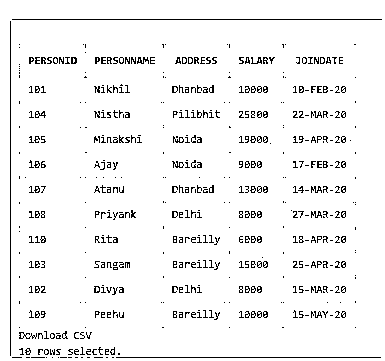 PERSONID PERSONNAME ADDRESS SALARY JOINDATE
101 Nikhil Dhanbad 10000 10-FEB-20
104 Nistha Pilibhit 25800 22-MAR-20
105 Minakshi Noida 19000 19-APR-20
106 Ajay Noida 9000 17-FEB-20
107 Atanu Dhanbad 13000 14-MAR-20
108 Priyank Delhi 8000 27-MAR-20
110 Rita Bareilly 6000 18-APR-20
103 Sangam Bareilly 15000 25-APR-20
102 Divya Delhi 8000 15-MAR-20
109 Peehu Bareilly 10000 15-MAY-20
Download CSV
10 rows selected.